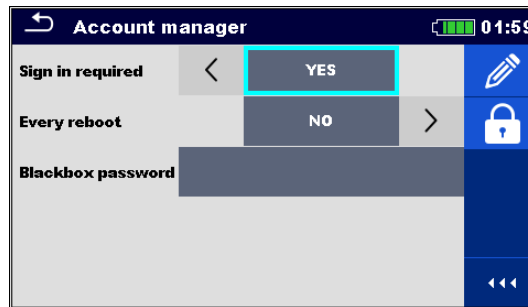 Account manager 01:59
Sign in required YES
Every reboot NO
Blackbox password